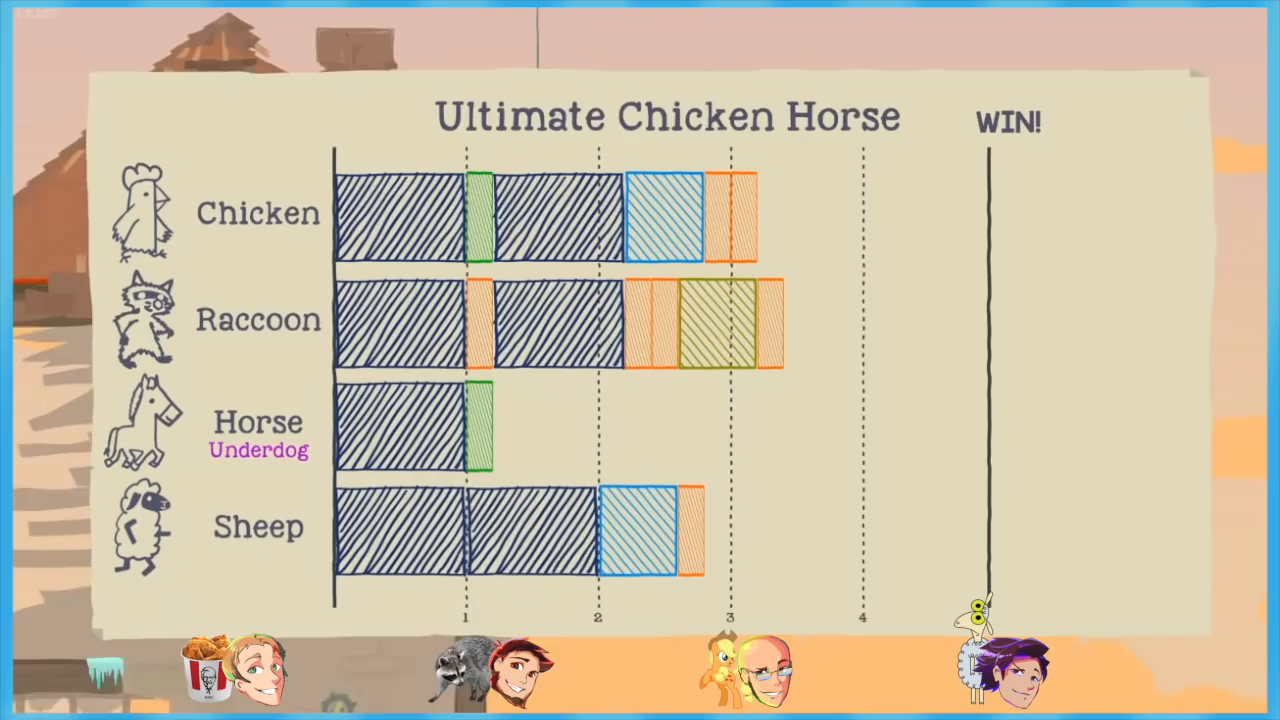 Ultimate Chicken Horse
WIN!
Chicken
Raccoon
Horse
Underdog
Sheep
1 2 3 4